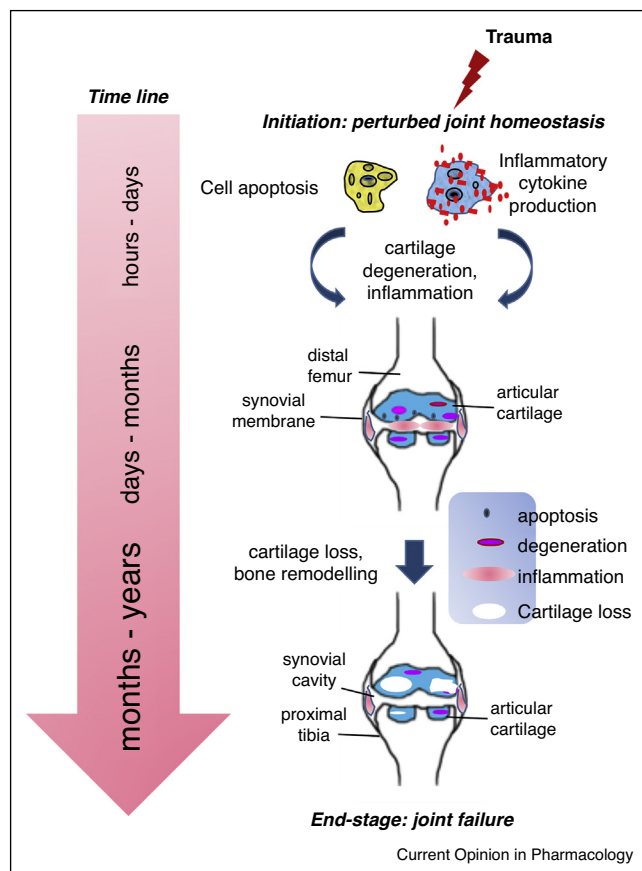 Trauma
Time line
Initiation: perturbed joint homeostasis
Cell apoptosis
Inflammatory
cytokine
production
hours - days
cartilage
degeneration,
inflammation
distal
femur
articular
cartilage
synovial
membrane
days - months
apoptosis
degeneration
inflammation
Cartilage loss
cartilage loss,
bone remodelling
months - years
synovial
cavity
proximal
tibia
articular
cartilage
End-stage: joint failure
Current Opinion in Pharmacology